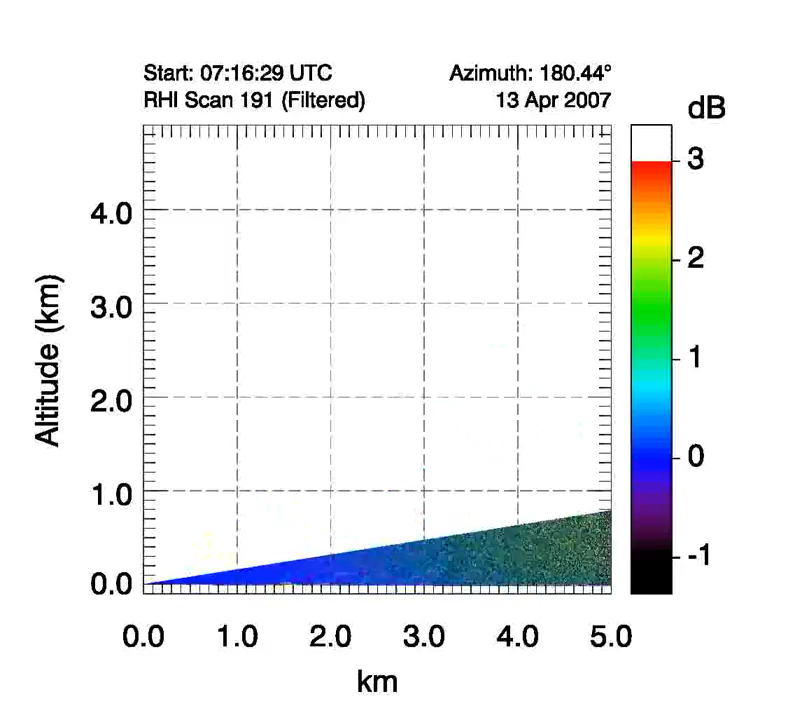 Start: 07:16:29 UTC
Azimuth: 180.44°
RHI Scan 191 (Filtered)
13 Apr 2007
dB
3
2
1
0
-1
Altitude (km)
4.0
3.0
2.0
1.0
0.0
0.0 1.0 2.0 3.0 4.0 5.0
km